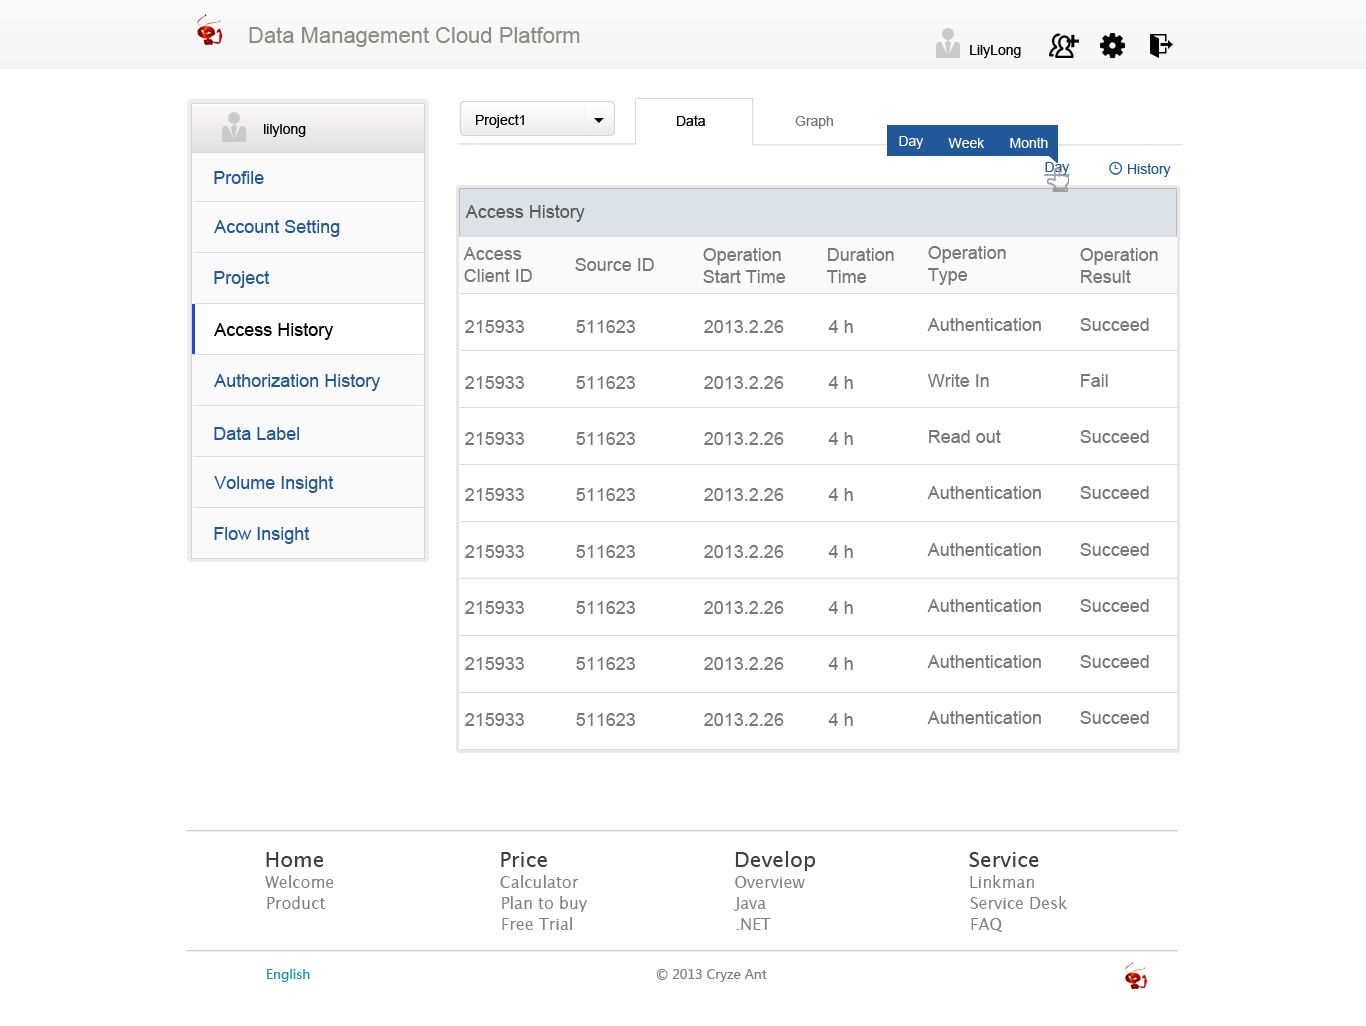 Data Management Cloud Platform
LilyLong
lilylong
Profile
Account Setting
Project
Access History
Authorization History
Data Label
Volume Insight
Flow Insight
Project1
Data
Graph
Day Week Month
Day
History
Access History
Access Client ID Source ID Operation Start Time Duration Time Operation Type Operation Result
215933 511623 2013.2.26 4 h Authentication Succeed
215933 511623 2013.2.26 4 h Write In Fail
215933 511623 2013.2.26 4 h Read out Succeed
215933 511623 2013.2.26 4 h Authentication Succeed
215933 511623 2013.2.26 4 h Authentication Succeed
215933 511623 2013.2.26 4 h Authentication Succeed
215933 511623 2013.2.26 4 h Authentication Succeed
215933 511623 2013.2.26 4 h Authentication Succeed
Home
Welcome
Product
Price
Calculator
Plan to buy
Free Trial
Develop
Overview
Java
.NET
Service
Linkman
Service Desk
FAQ
English
© 2013 Cryze Ant